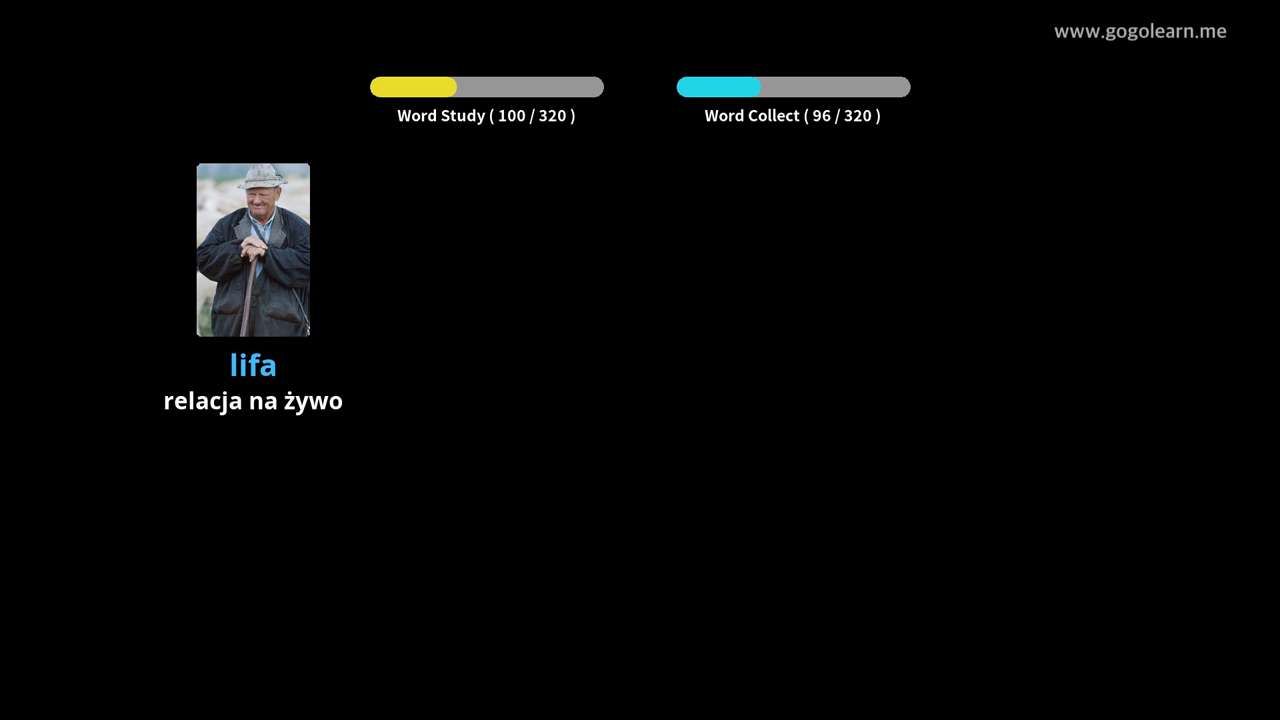 www.gogolearn.me
Word Study ( 100 / 320 )
Word Collect ( 96 / 320 )
lifa
relacja na żywo